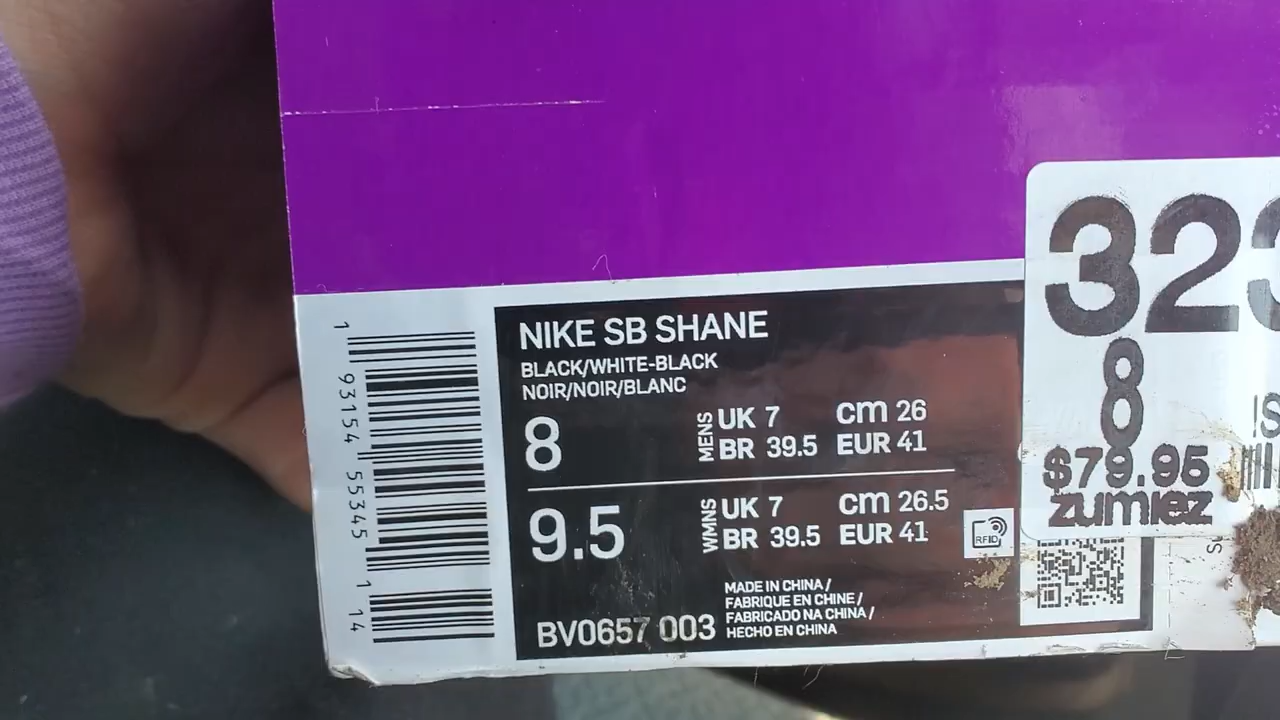 NIKE SB SHANE
BLACK/WHITE-BLACK
NOIR/NOIR/BLANC
8
MENS
UK 7 cm 26
BR 39.5 EUR 41
9.5
WMNS
UK 7 cm 26.5
BR 39.5 EUR 41
RFID
BV0657 003
MADE IN CHINA /
FABRIQUE EN CHINE /
FABRICADO NA CHINA /
HECHO EN CHINA
1 93154 55345 1 14
323
8
8
$79.95
zumiez